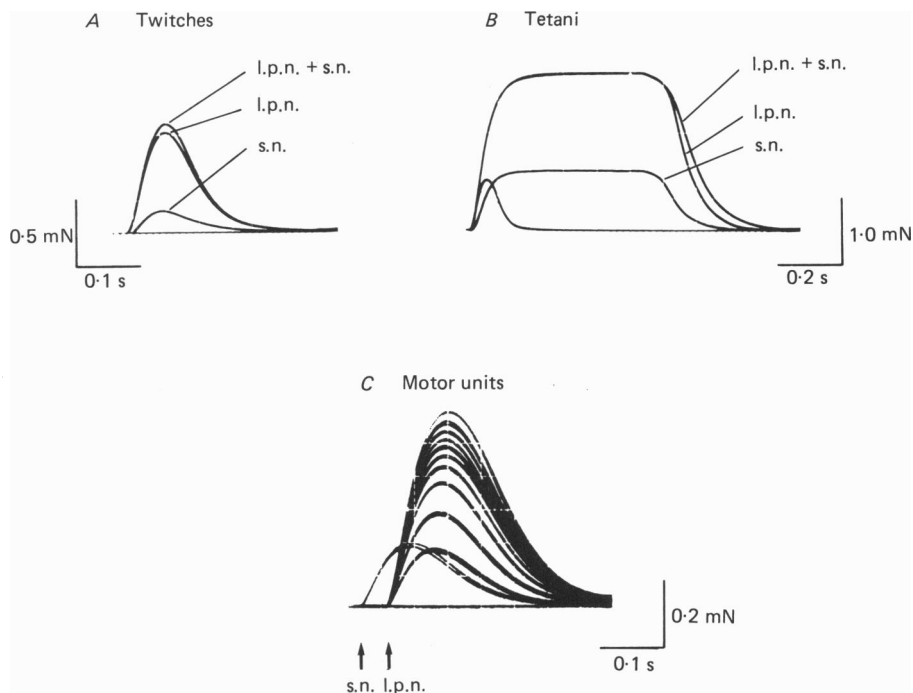 A Twitches
l.p.n. + s.n.
l.p.n.
s.n.
0·5 mN
0·1 s
B Tetani
l.p.n. + s.n.
l.p.n.
s.n.
1·0 mN
0·2 s
C Motor units
0·2 mN
0·1 s
s.n. l.p.n.